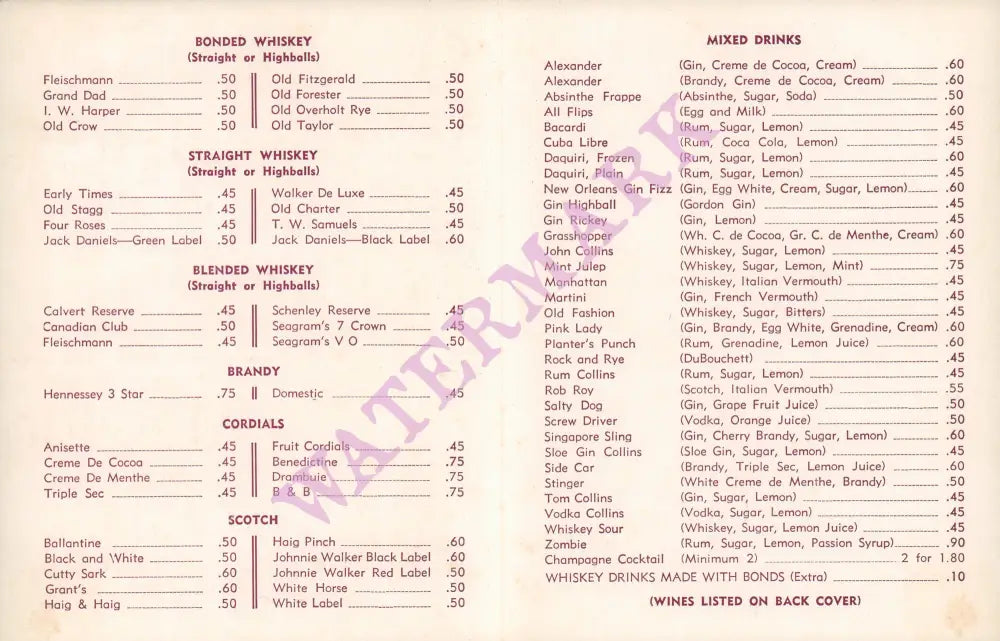 BONDED WHISKEY
(Straight or Highballs)
Fleischmann .50 Old Fitzgerald .50
Grand Dad .50 Old Forester .50
I. W. Harper .50 Old Overholt Rye .50
Old Crow .50 Old Taylor .50
STRAIGHT WHISKEY
(Straight or Highballs)
Early Times .45 Walker De Luxe .45
Old Stagg .45 Old Charter .50
Four Roses .45 T. W. Samuels .45
Jack Daniels—Green Label .50 Jack Daniels—Black Label .60
BLENDED WHISKEY
(Straight or Highballs)
Calvert Reserve .45 Schenley Reserve .45
Canadian Club .50 Seagram's 7 Crown .45
Fleischmann .45 Seagram's V O .50
BRANDY
Hennessey 3 Star .75 Domestic .45
CORDIALS
Anisette .45 Fruit Cordials .45
Creme De Cocoa .45 Benedictine .75
Creme De Menthe .45 Drambuie .75
Triple Sec .45 B & B .75
SCOTCH
Ballantine .50 Haig Pinch .60
Black and White .50 Johnnie Walker Black Label .60
Cutty Sark .60 Johnnie Walker Red Label .50
Grant's .60 White Horse .50
Haig & Haig .50 White Label .50
MIXED DRINKS
Alexander (Gin, Creme de Cocoa, Cream) .60
Alexander (Brandy, Creme de Cocoa, Cream) .60
Absinthe Frappe (Absinthe, Sugar, Soda) .50
All Flips (Egg and Milk) .60
Bacardi (Rum, Sugar, Lemon) .45
Cuba Libre (Rum, Coca Cola, Lemon) .45
Daquiri, Frozen (Rum, Sugar, Lemon) .60
Daquiri, Plain (Rum, Sugar, Lemon) .45
New Orleans Gin Fizz (Gin, Egg White, Cream, Sugar, Lemon) .60
Gin Highball (Gordon Gin) .45
Gin Rickey (Gin, Lemon) .45
Grasshopper (Wh. C. de Cocoa, Gr. C. de Menthe, Cream) .60
John Collins (Whiskey, Sugar, Lemon) .45
Mint Julep (Whiskey, Sugar, Lemon, Mint) .75
Manhattan (Whiskey, Italian Vermouth) .45
Martini (Gin, French Vermouth) .45
Old Fashion (Whiskey, Sugar, Bitters) .45
Pink Lady (Gin, Brandy, Egg White, Grenadine, Cream) .60
Planter's Punch (Rum, Grenadine, Lemon Juice) .60
Rock and Rye (DuBouchett) .45
Rum Collins (Rum, Sugar, Lemon) .45
Rob Roy (Scotch, Italian Vermouth) .55
Salty Dog (Gin, Grape Fruit Juice) .50
Screw Driver (Vodka, Orange Juice) .50
Singapore Sling (Gin, Cherry Brandy, Sugar, Lemon) .60
Sloe Gin Collins (Sloe Gin, Sugar, Lemon) .45
Side Car (Brandy, Triple Sec, Lemon Juice) .60
Stinger (White Creme de Menthe, Brandy) .50
Tom Collins (Gin, Sugar, Lemon) .45
Vodka Collins (Vodka, Sugar, Lemon) .45
Whiskey Sour (Whiskey, Sugar, Lemon Juice) .45
Zombie (Rum, Sugar, Lemon, Passion Syrup) .90
Champagne Cocktail (Minimum 2) 2 for 1.80
WHISKEY DRINKS MADE WITH BONDS (Extra) .10
(WINES LISTED ON BACK COVER)
WATERMARK